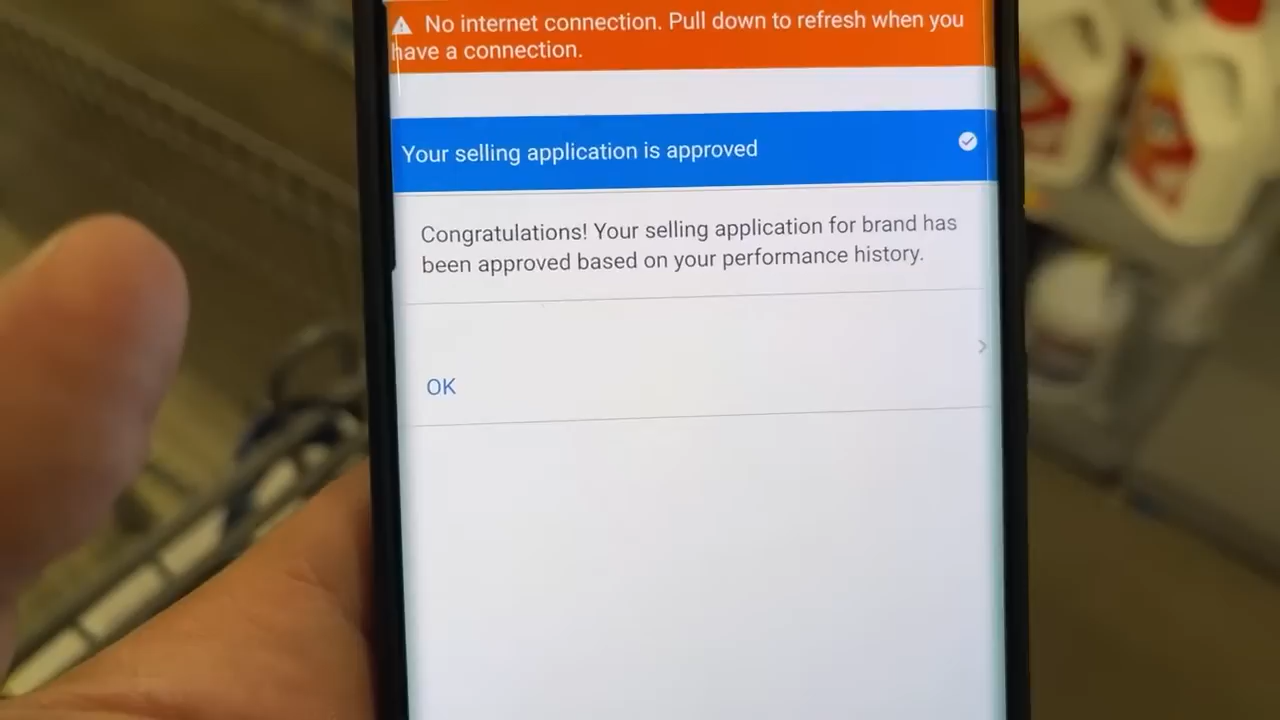 No internet connection. Pull down to refresh when you
have a connection.
Your selling application is approved
Congratulations! Your selling application for brand has
been approved based on your performance history.
OK